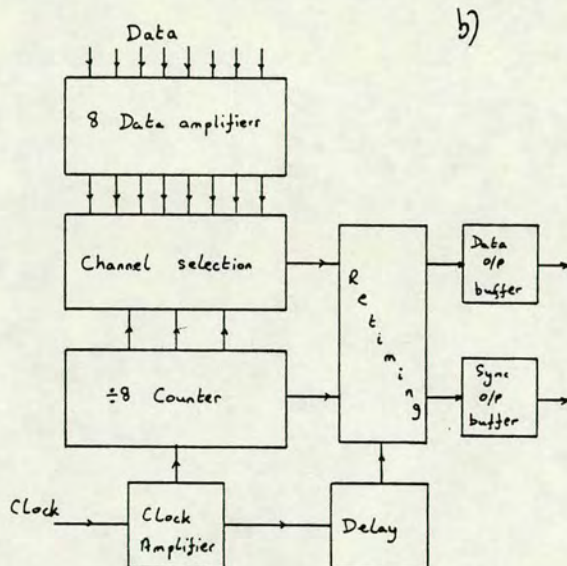 b)
Data
8 Data amplifiers
Channel selection
Retiming
Data
O/P
buffer
÷8 Counter
Sync
O/P
buffer
Clock
Clock
Amplifier
Delay